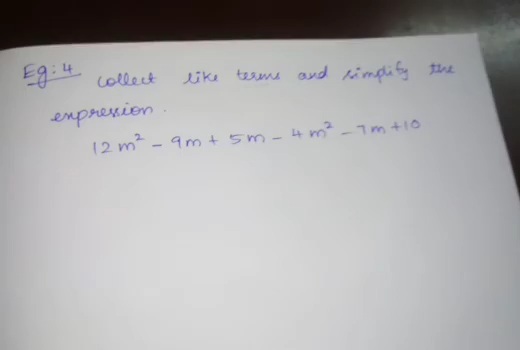 Eg: 4 collect like terms and simplify the
expression.
12m² - 9m + 5m - 4m² - 7m + 10